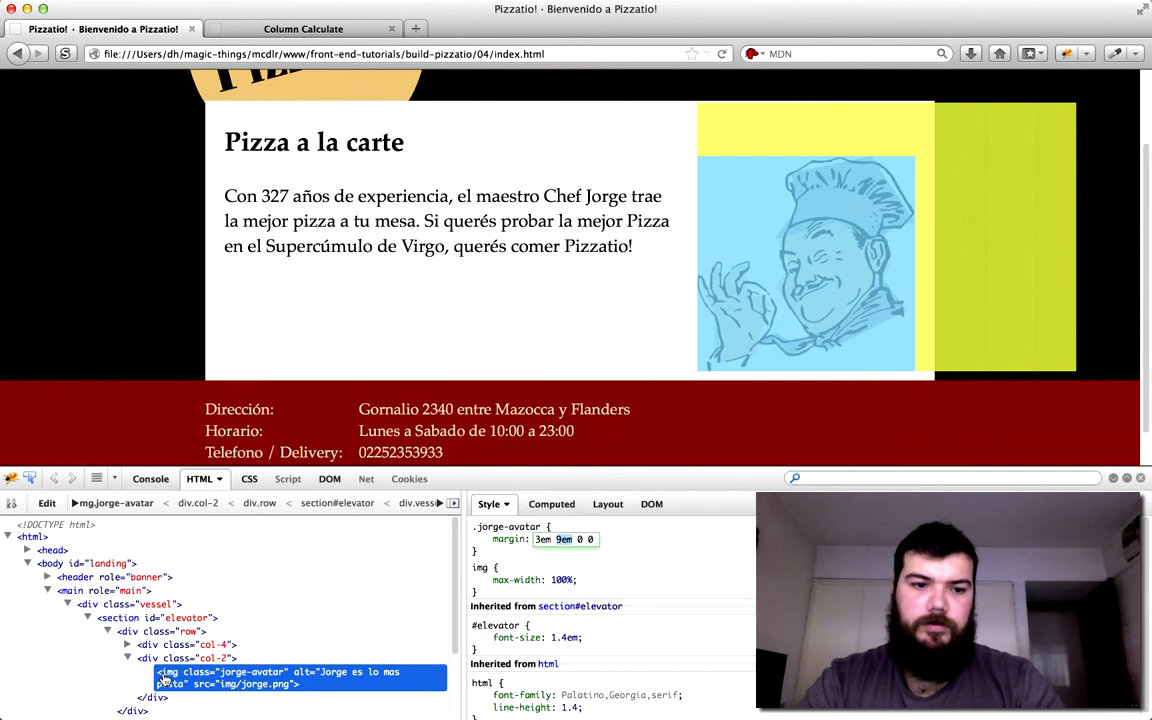 Pizzatio! · Bienvenido a Pizzatio!
Pizzatio! · Bienvenido a Pizzatio!
Column Calculate
file:///Users/dh/magic-things/mcdlr/www/front-end-tutorials/build-pizzatio/04/index.html
MDN
Pizza a la carte
Con 327 años de experiencia, el maestro Chef Jorge trae
la mejor pizza a tu mesa. Si querés probar la mejor Pizza
en el Supercúmulo de Virgo, querés comer Pizzatio!
Dirección: Gornalio 2340 entre Mazocca y Flanders
Horario: Lunes a Sabado de 10:00 a 23:00
Telefono / Delivery: 02252353933
Console HTML CSS Script DOM Net Cookies
Edit mg.jorge-avatar < div.col-2 < div.row < section#elevator < div.vess
Style Computed Layout DOM
<!DOCTYPE html>
<html>
<head>
<body id="landing">
<header role="banner">
<main role="main">
<div class="vessel">
<section id="elevator">
<div class="row">
<div class="col-4">
<div class="col-2">
<img class="jorge-avatar" alt="Jorge es lo mas
src="img/jorge.png">
</div>
</div>
.jorge-avatar {
margin: 3em 9em 0 0
}
img {
max-width: 100%;
}
Inherited from section#elevator
#elevator {
font-size: 1.4em;
}
Inherited from html
html {
font-family: Palatino,Georgia,serif;
line-height: 1.4;